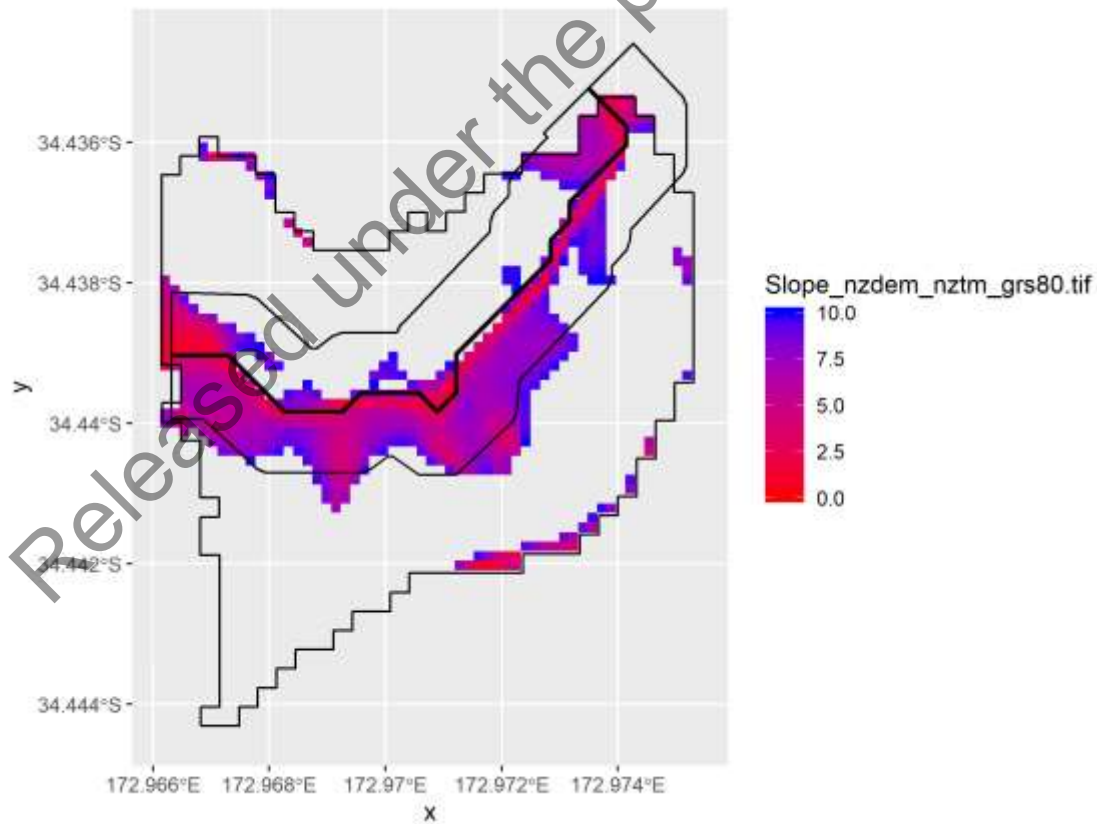 Released under the p
34.436°S
34.438°S
34.44°S
34.442°S
34.444°S
y
172.966°E 172.968°E 172.97°E 172.972°E 172.974°E
x
Slope_nzdem_nztm_grs80.tif
10.0
7.5
5.0
2.5
0.0